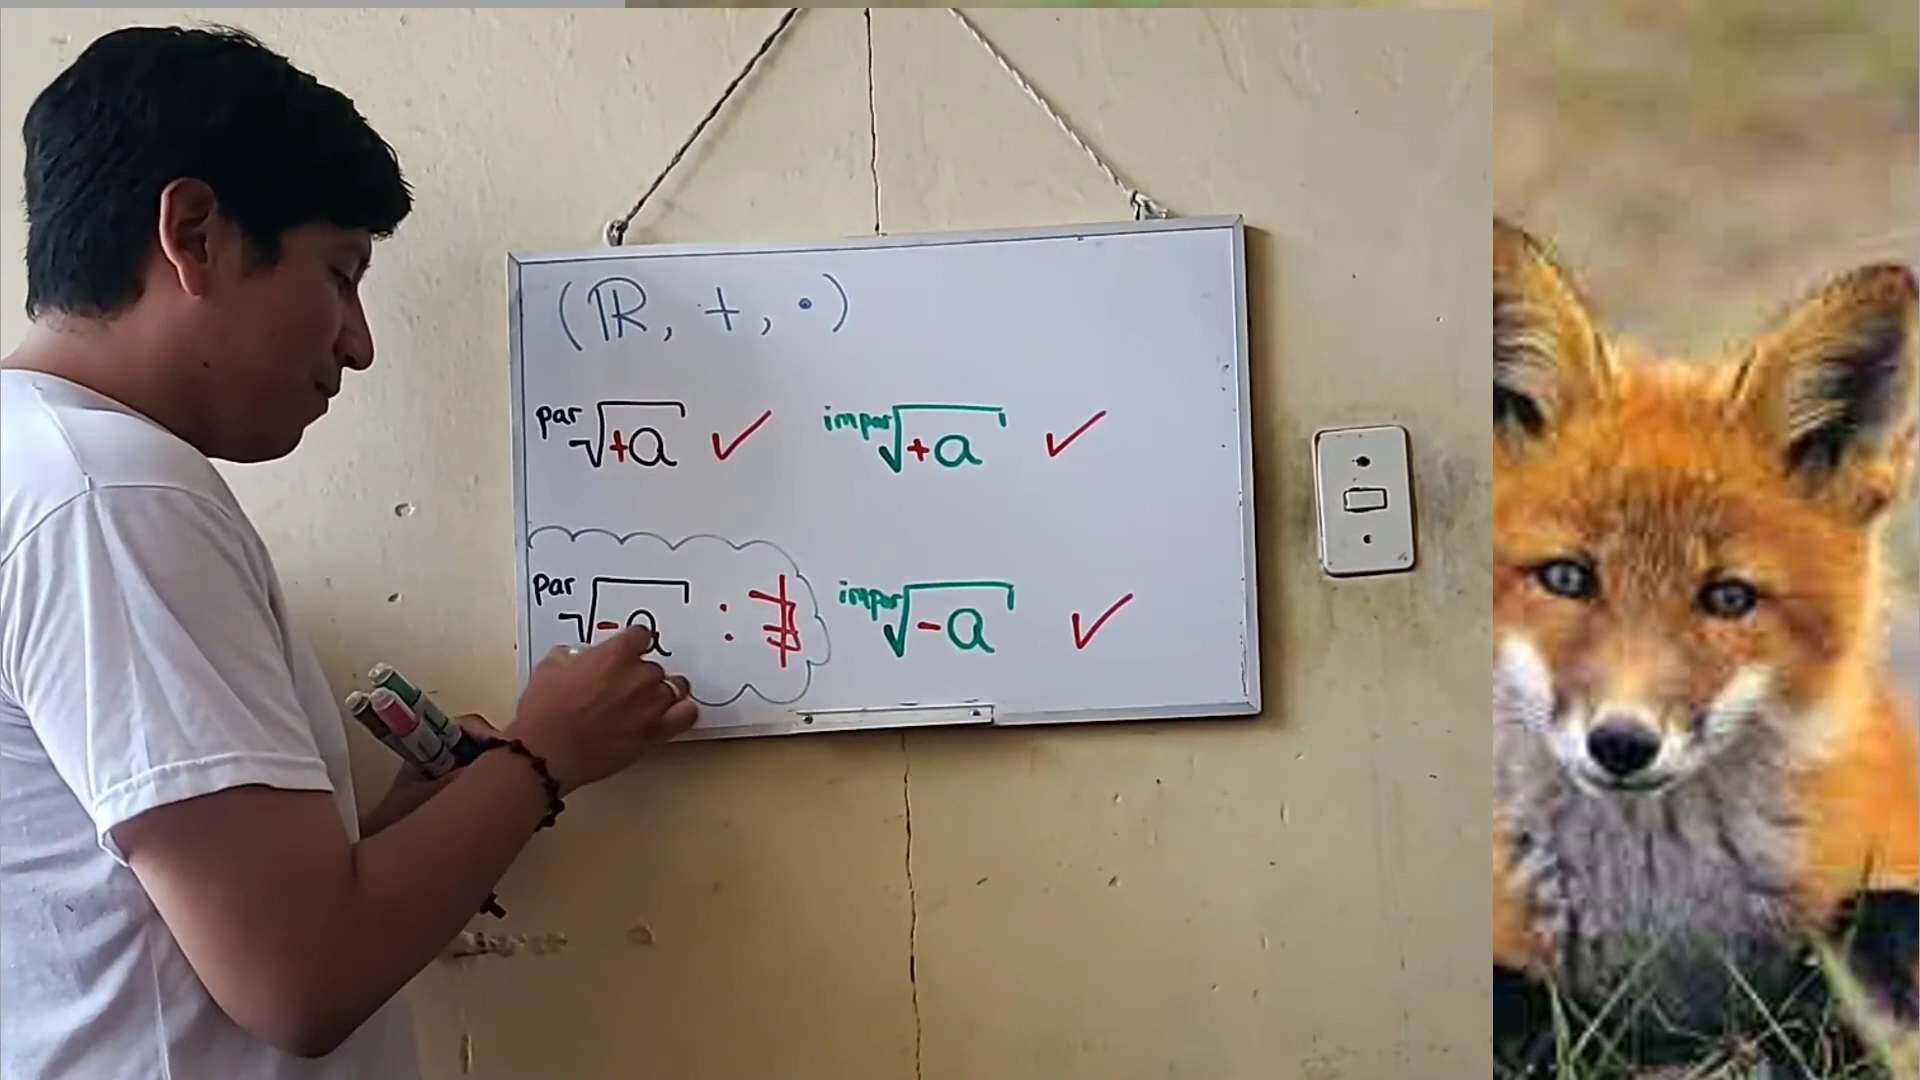 (ℝ, +, •)
par√+a ✓ impar√+a ✓
par√-a : ∄ impar√-a ✓